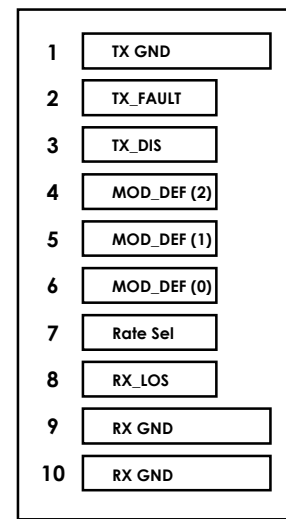 1 TX GND
2 TX_FAULT
3 TX_DIS
4 MOD_DEF (2)
5 MOD_DEF (1)
6 MOD_DEF (0)
7 Rate Sel
8 RX_LOS
9 RX GND
10 RX GND